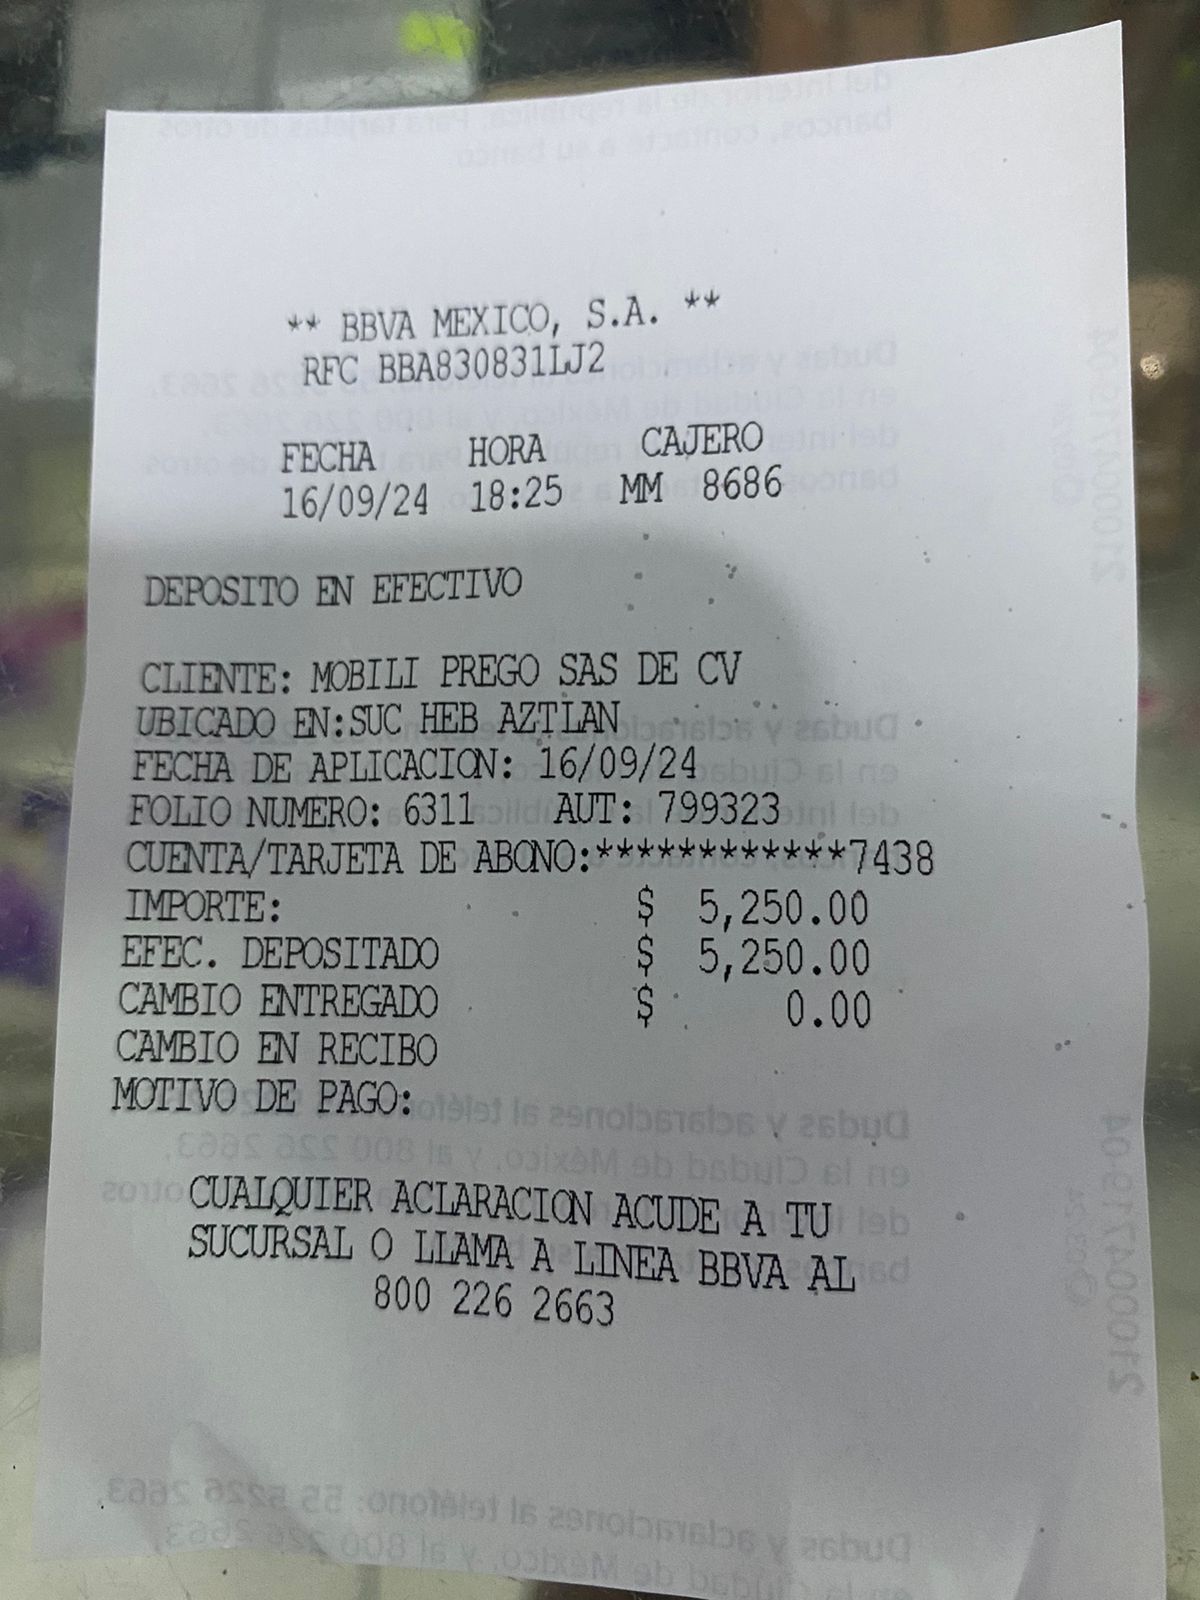 ** BBVA MEXICO, S.A. **
RFC BBA830831LJ2
FECHA HORA CAJERO
16/09/24 18:25 MM 8686
DEPOSITO EN EFECTIVO
CLIENTE: MOBILI PREGO SAS DE CV
UBICADO EN:SUC HEB AZTLAN
FECHA DE APLICACION: 16/09/24
FOLIO NUMERO: 6311 AUT: 799323
CUENTA/TARJETA DE ABONO:************7438
IMPORTE: $ 5,250.00
EFEC. DEPOSITADO $ 5,250.00
CAMBIO ENTREGADO $ 0.00
CAMBIO EN RECIBO
MOTIVO DE PAGO:
CUALQUIER ACLARACION ACUDE A TU
SUCURSAL O LLAMA A LINEA BBVA AL
800 226 2663